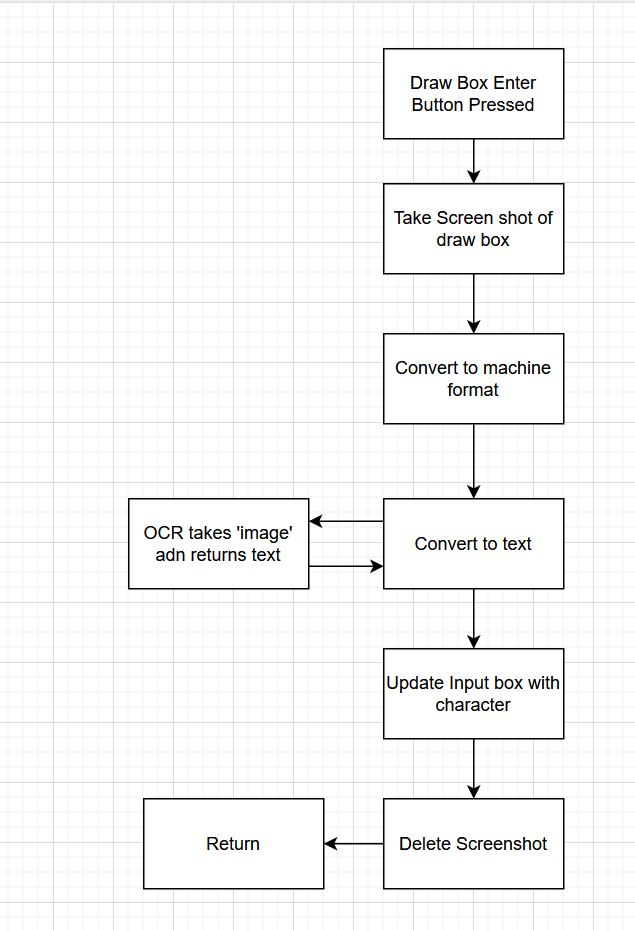 Draw Box Enter
Button Pressed
Take Screen shot of
draw box
Convert to machine
format
OCR takes 'image'
adn returns text
Convert to text
Update Input box with
character
Return
Delete Screenshot